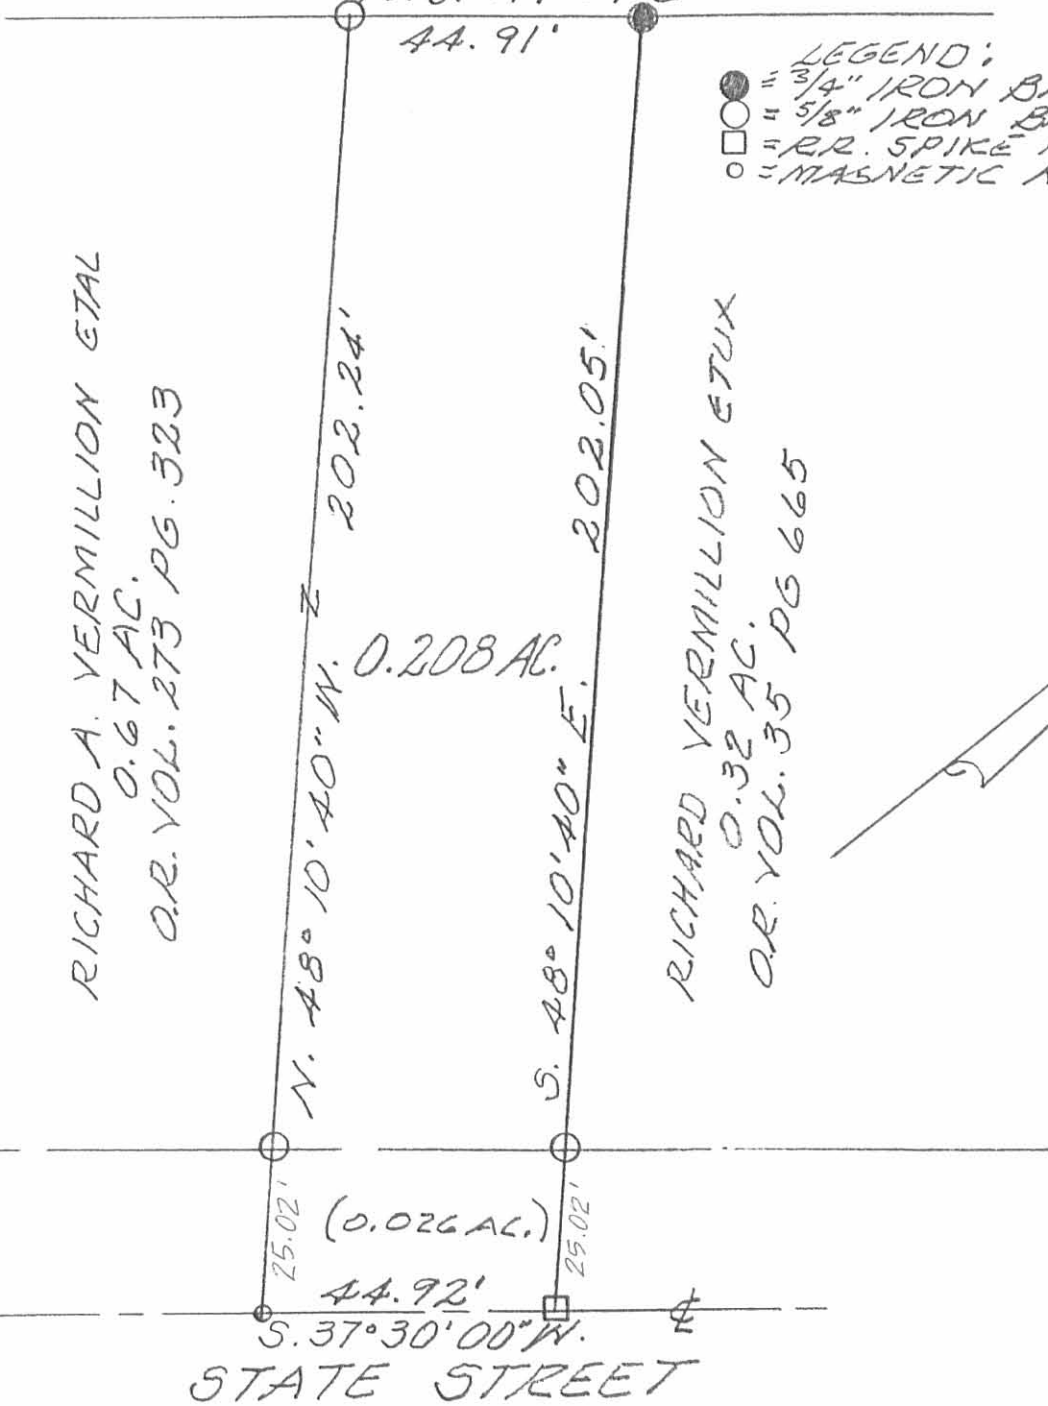 44.91'
LEGEND:
= 3/4" IRON
= 5/8" IRON
= R.R. SPIKE
= MAGNETIC
RICHARD A. VERMILLION ETAL
0.67 AC.
O.R. VOL. 273 PG. 323
N. 48° 10' 40" W. 202.24'
Z
0.208 AC.
S. 48° 10' 40" E. 202.05'
RICHARD VERMILLION ETUX
0.32 AC.
O.R. VOL. 35 PG 665
25.02'
(0.026 AC.)
25.02'
44.92'
S. 37° 30' 00" W.
STATE STREET